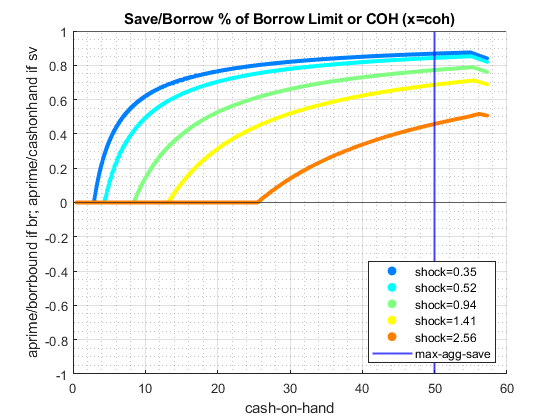 Save/Borrow % of Borrow Limit or COH (x=coh)
aprime/borrbound if br; aprime/cashonhand if sv
1
0.8
0.6
0.4
0.2
0
-0.2
-0.4
-0.6
-0.8
-1
shock=0.35
shock=0.52
shock=0.94
shock=1.41
shock=2.56
max-agg-save
0 10 20 30 40 50 60
cash-on-hand